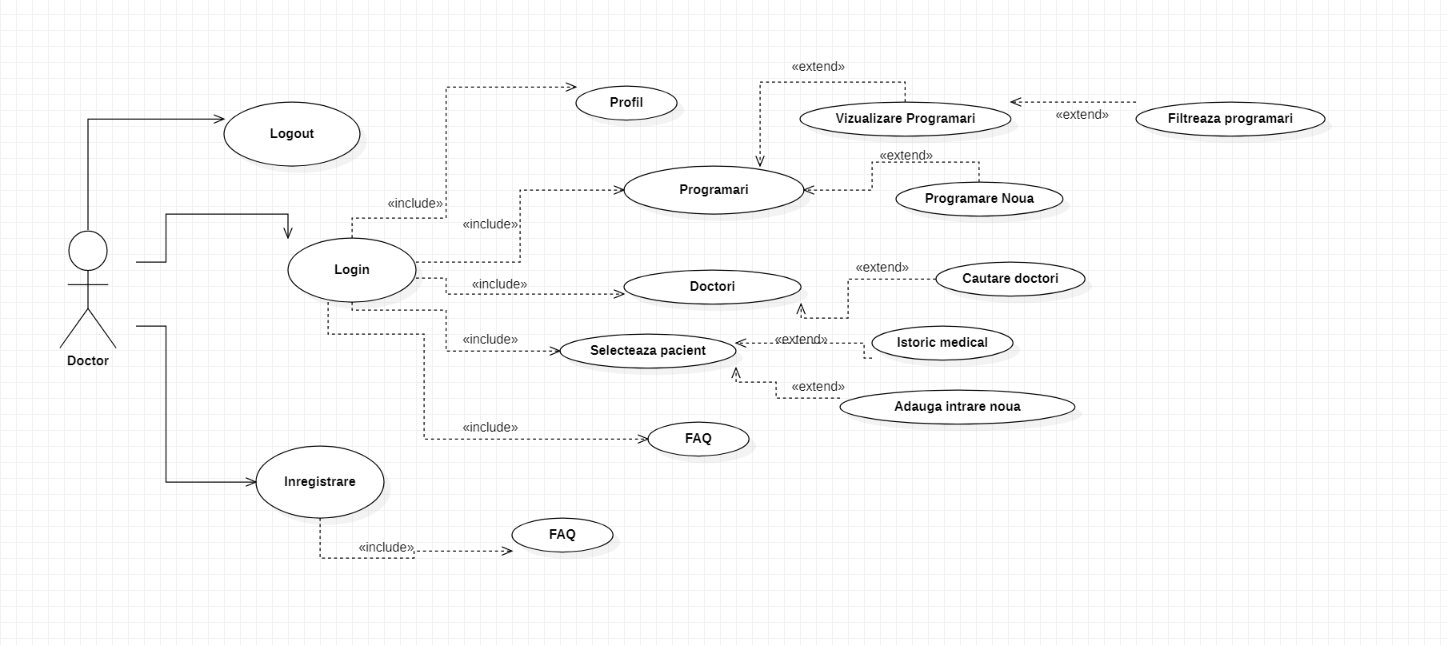 «extend»
Profil
Vizualizare Programari
«extend»
Filtreaza programari
Logout
«extend»
Programari
Programare Noua
«include»
«include»
Login
«extend»
Cautare doctori
«include»
Doctori
«include»
Selecteaza pacient
«extend»
Istoric medical
Doctor
«extend»
Adauga intrare noua
«include»
FAQ
Inregistrare
FAQ
«include»